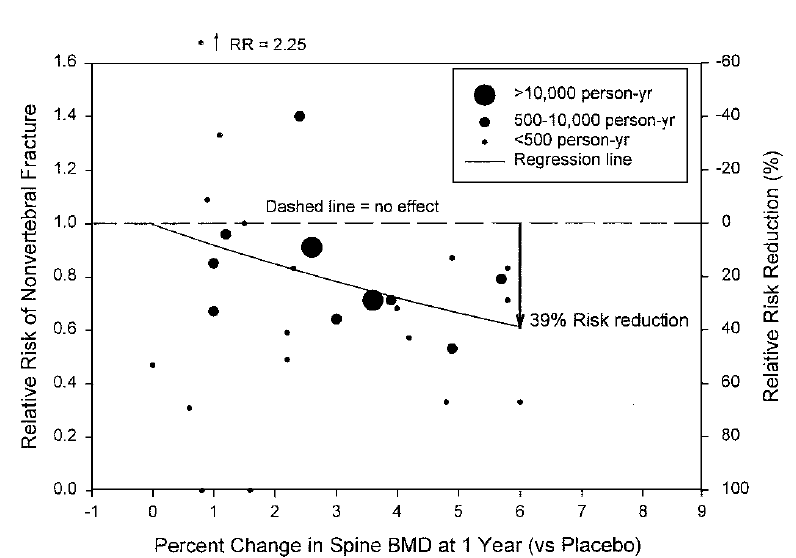 ↑ RR = 2.25
Relative Risk of Nonvertebral Fracture
1.6
1.4
1.2
1.0
0.8
0.6
0.4
0.2
0.0
>10,000 person-yr
500-10,000 person-yr
<500 person-yr
Regression line
Dashed line = no effect
39% Risk reduction
-60
-40
-20
0
20
40
60
80
100
Relative Risk Reduction (%)
-1 0 1 2 3 4 5 6 7 8 9
Percent Change in Spine BMD at 1 Year (vs Placebo)